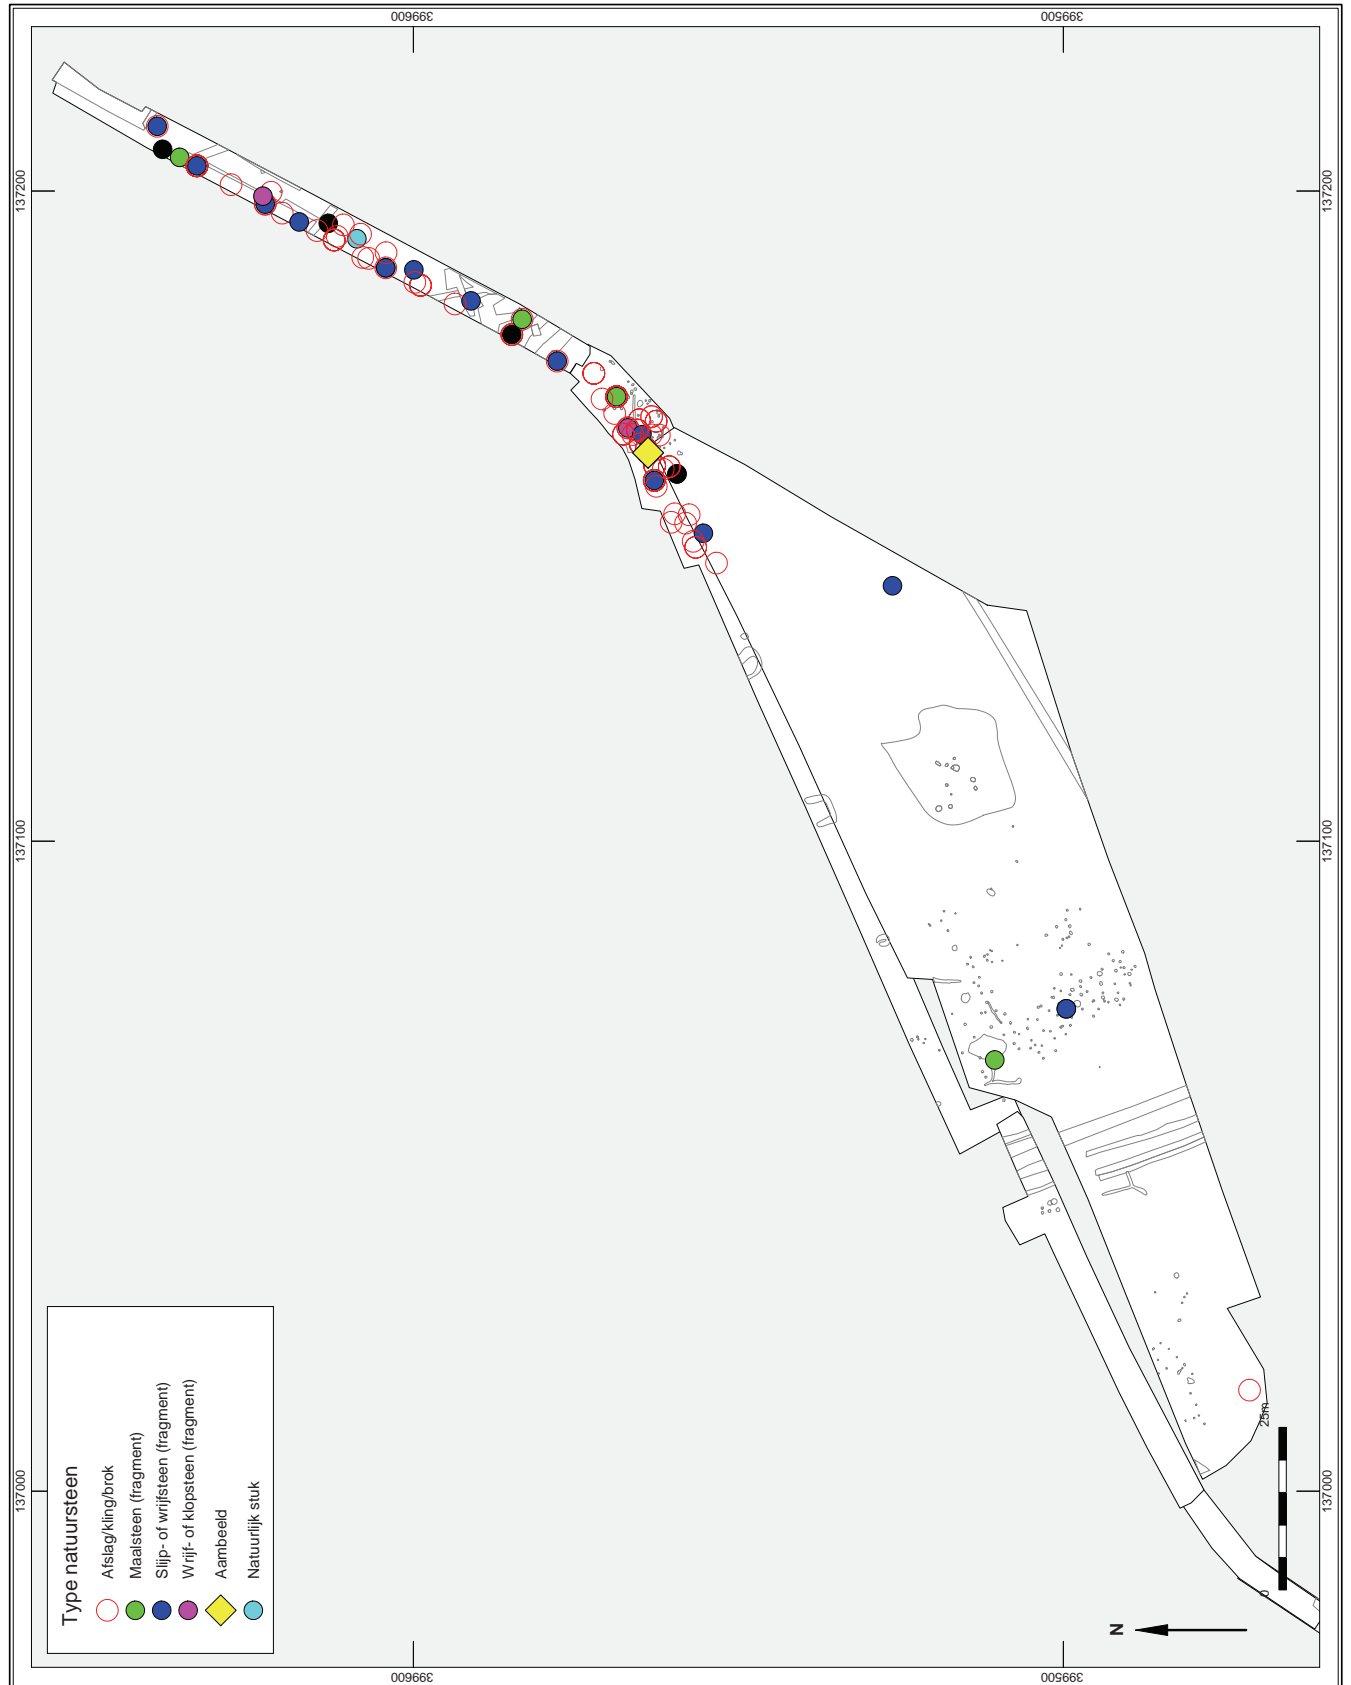 399600
399500
137200
137200
137100
137100
137000
137000
Type natuursteen
Afslag/kling/brok
Maalsteen (fragment)
Slijp- of wrijfsteen (fragment)
Wrijf- of klopsteen (fragment)
Aambeeld
Natuurlijk stuk
25m
0
N
399600
399500